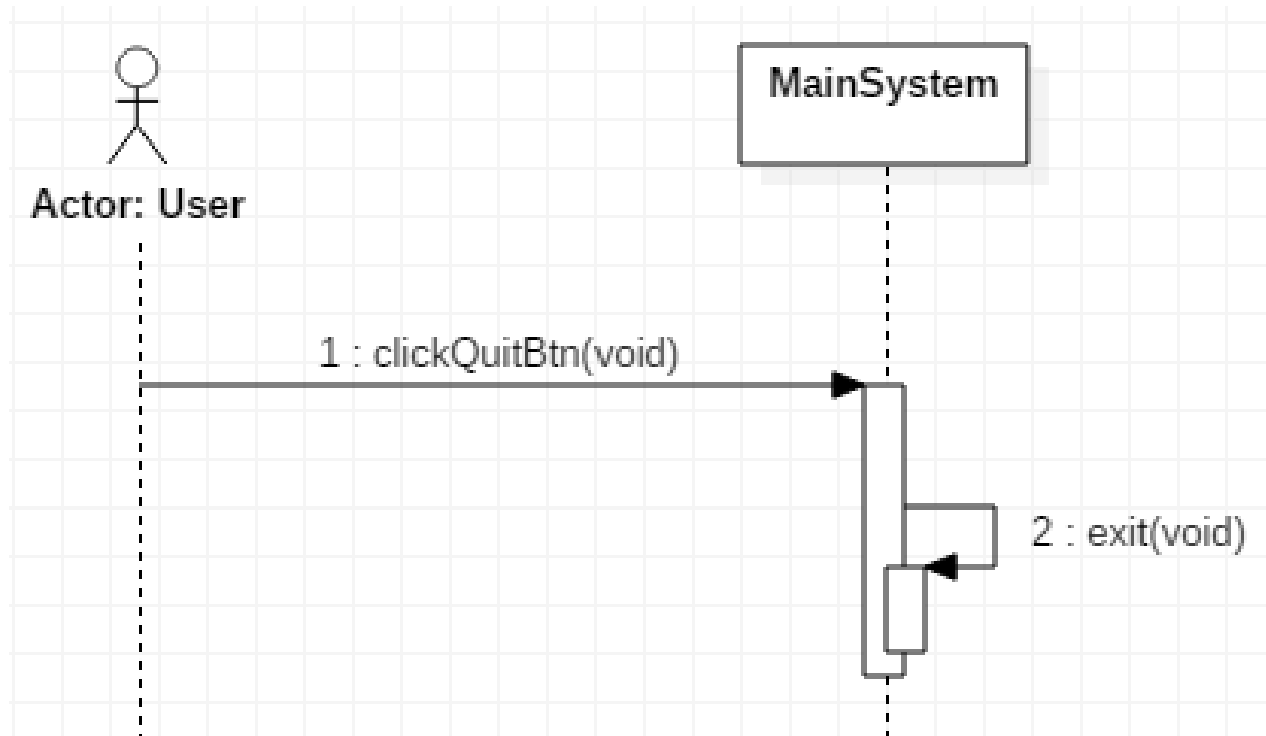 MainSystem
Actor: User
1 : clickQuitBtn(void)
2 : exit(void)